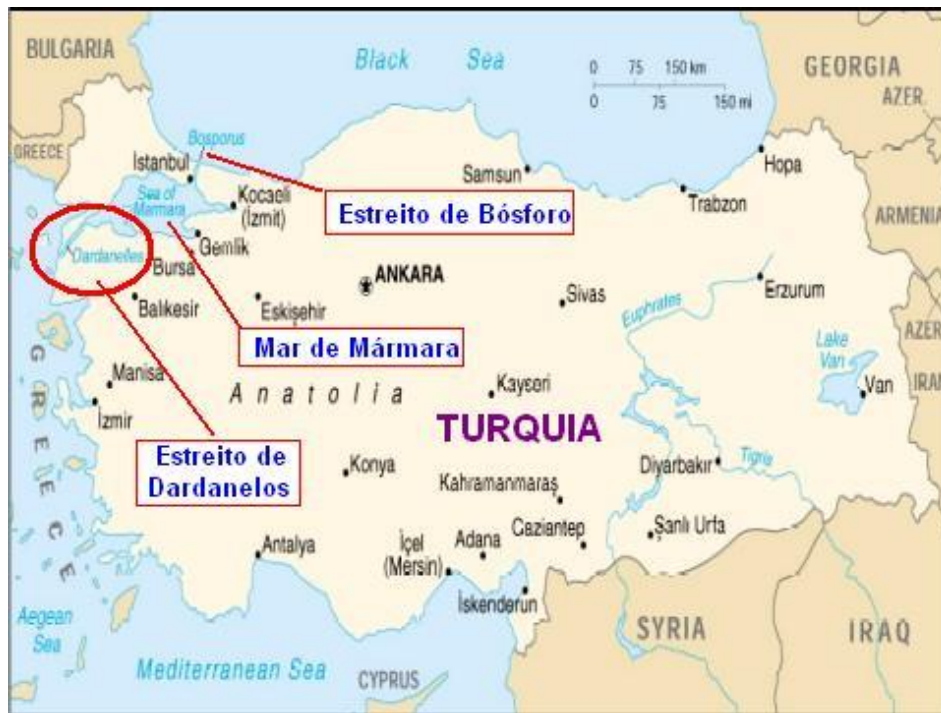 BULGARIA
Black Sea
0 75 150 km
0 75 150 mi
GEORGIA
AZER.
GREECE
Bosporus
İstanbul
Sea of
Marmara
Kocaeli
(İzmit)
Samsun
Hopa
Trabzon
Estreito de Bósforo
ARMENIA
Dardanelles
Gemlik
Bursa
ANKARA
Sivas
Erzurum
Euphrates
Balıkesir
Eskişehir
AZER
Mar de Mármara
Lake
Van
Van
IRAN
GREECE
Manisa
Anatolia
Kayseri
İzmir
TURQUIA
Estreito de
Dardanelos
Konya
Diyarbakır
Tigris
Kahramanmaraş
Gaziantep
Şanlı Urfa
Antalya
İçel
(Mersin)
Adana
İskenderun
Aegean
Sea
SYRIA
IRAQ
Mediterranean Sea
CYPRUS